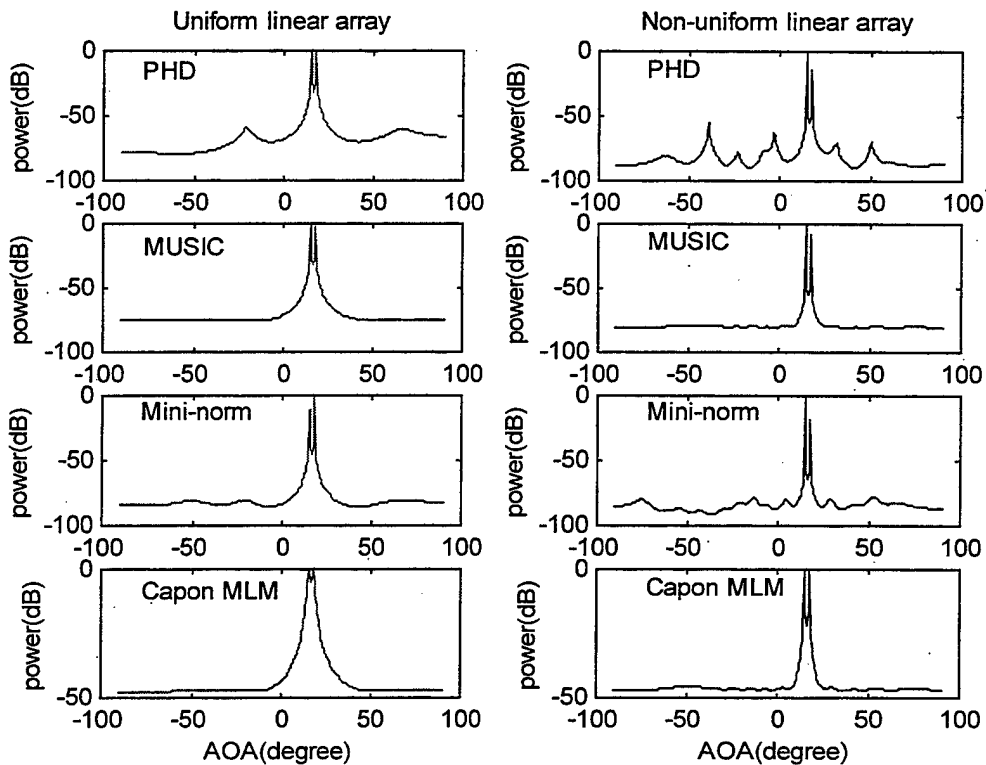 Uniform linear array Non-uniform linear array
0 0
PHD PHD
power(dB) power(dB)
-50 -50
-100 -100
-100 -50 0 50 100 -100 -50 0 50 100
0 0
MUSIC MUSIC
power(dB) power(dB)
-50 -50
-100 -100
-100 -50 0 50 100 -100 -50 0 50 100
0 0
Mini-norm Mini-norm
power(dB) power(dB)
-50 -50
-100 -100
-100 -50 0 50 100 -100 -50 0 50 100
0 0
Capon MLM Capon MLM
power(dB) power(dB)
-50 -50
-100 -50 0 50 100 -100 -50 0 50 100
AOA(degree) AOA(degree)